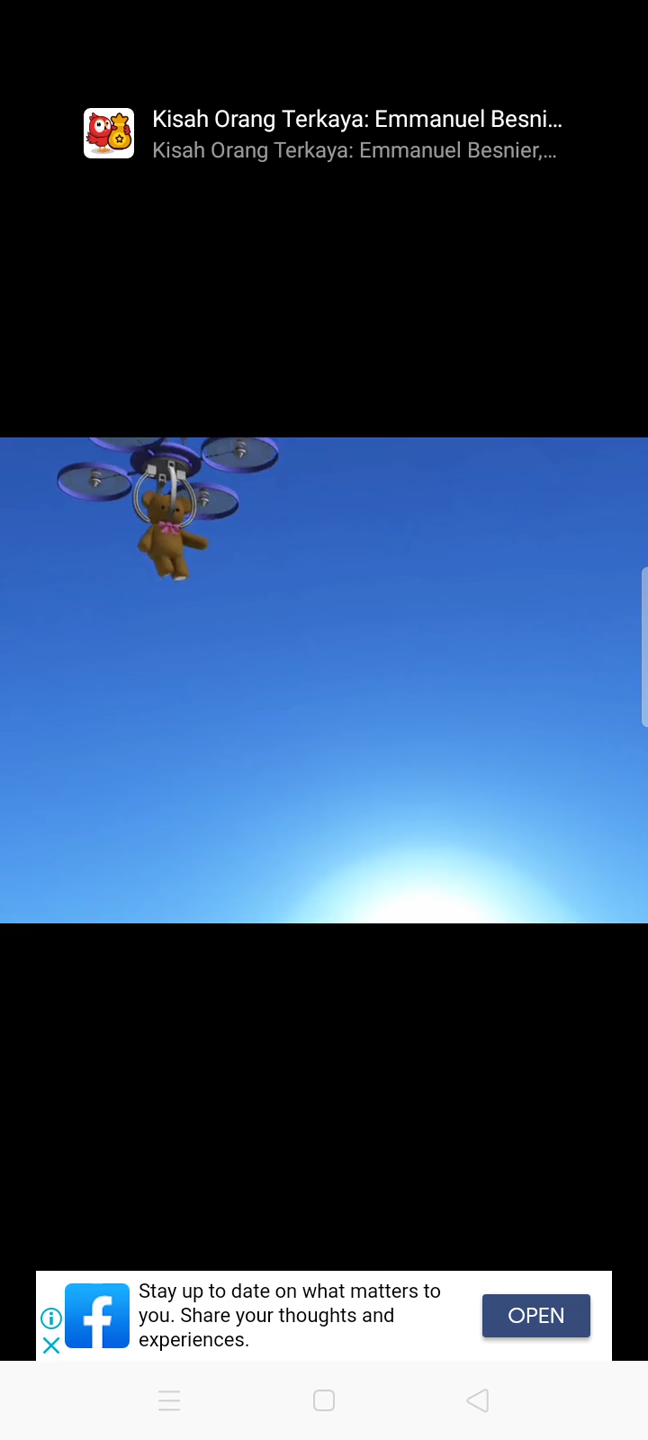 Kisah Orang Terkaya: Emmanuel Besni...
Kisah Orang Terkaya: Emmanuel Besnier,...
Stay up to date on what matters to
you. Share your thoughts and
experiences.
OPEN